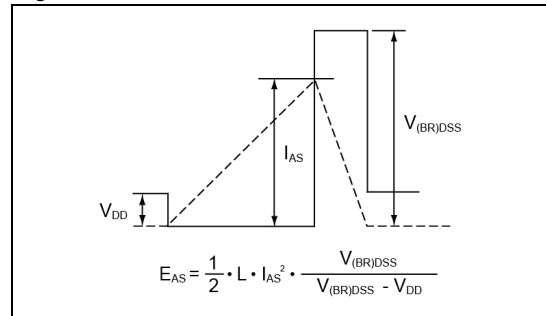 V(BR)DSS
IAS
VDD
EAS = 1/2 • L • IAS² • V(BR)DSS / (V(BR)DSS - VDD)